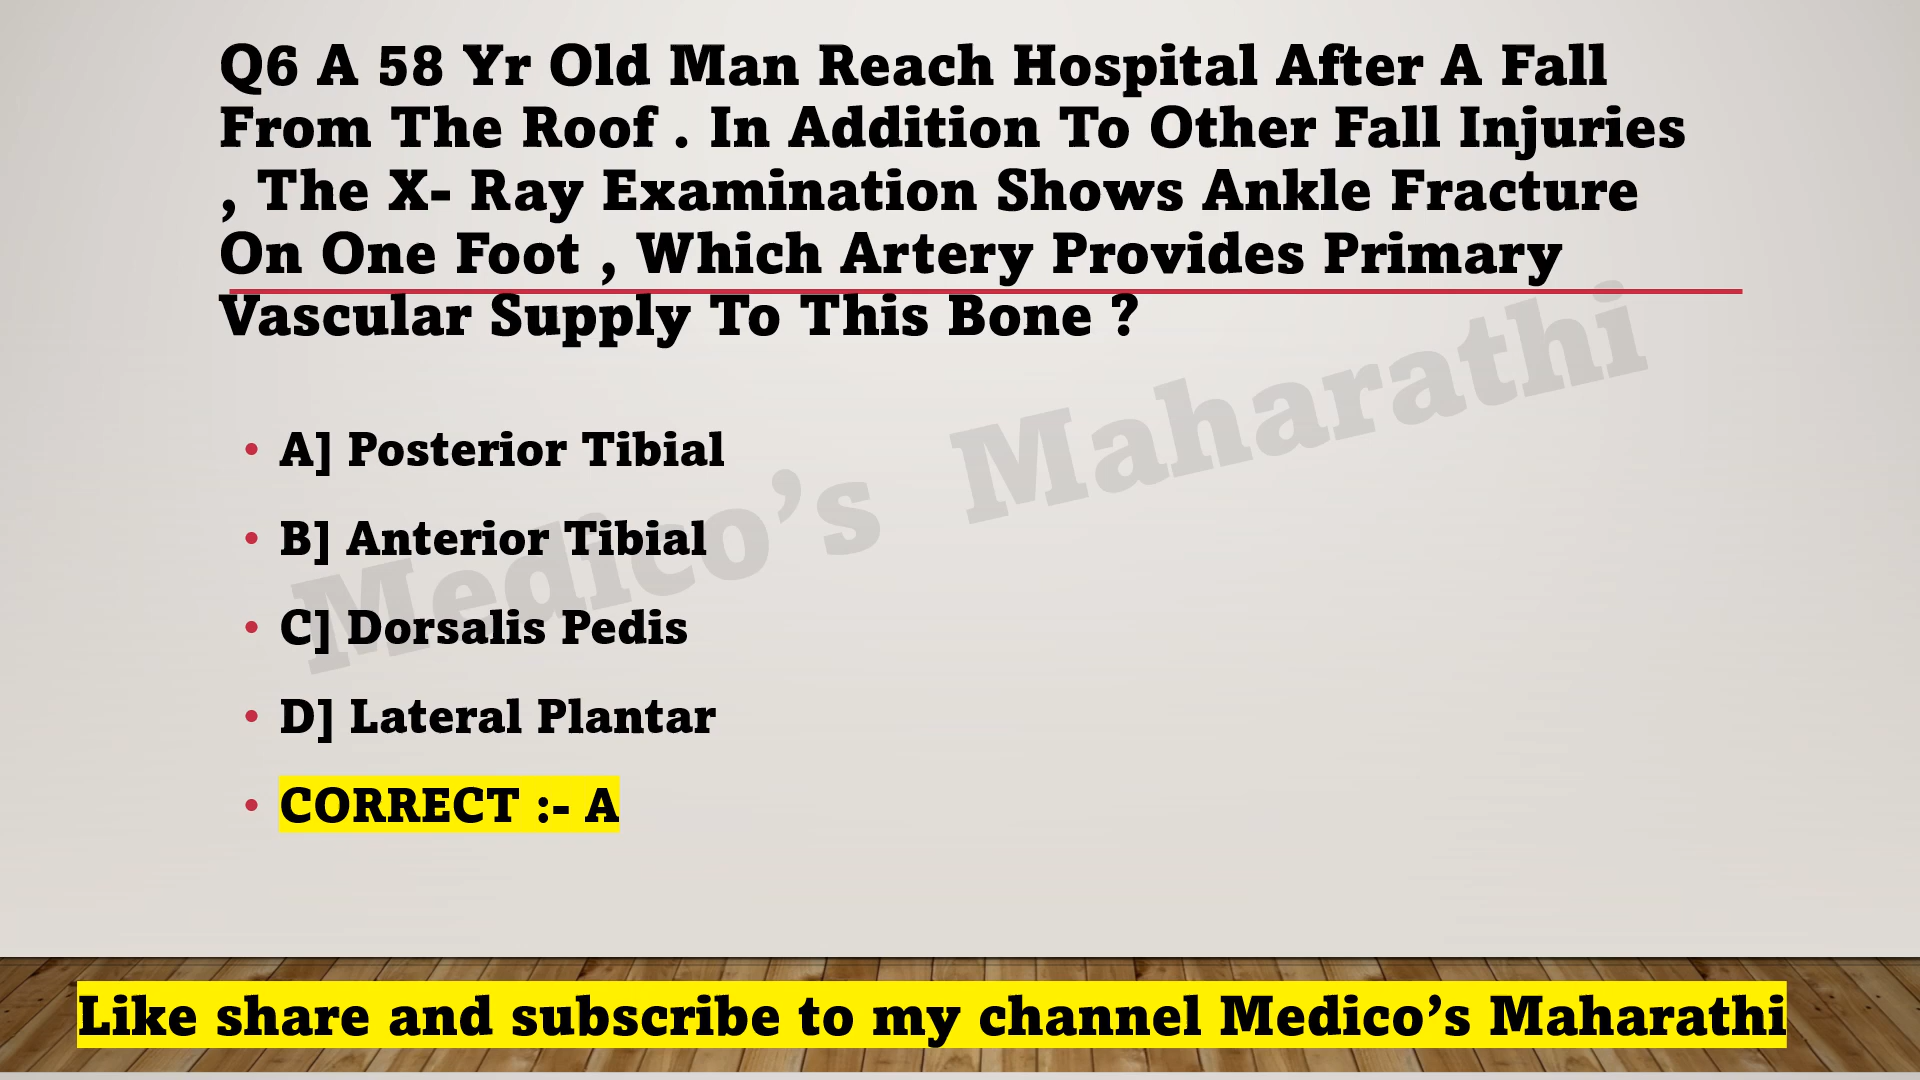 Q6 A 58 Yr Old Man Reach Hospital After A Fall
From The Roof . In Addition To Other Fall Injuries
, The X- Ray Examination Shows Ankle Fracture
On One Foot , Which Artery Provides Primary
Vascular Supply To This Bone ?
• A] Posterior Tibial
• B] Anterior Tibial
• C] Dorsalis Pedis
• D] Lateral Plantar
• CORRECT :- A
Medico’s Maharathi
Like share and subscribe to my channel Medico’s Maharathi